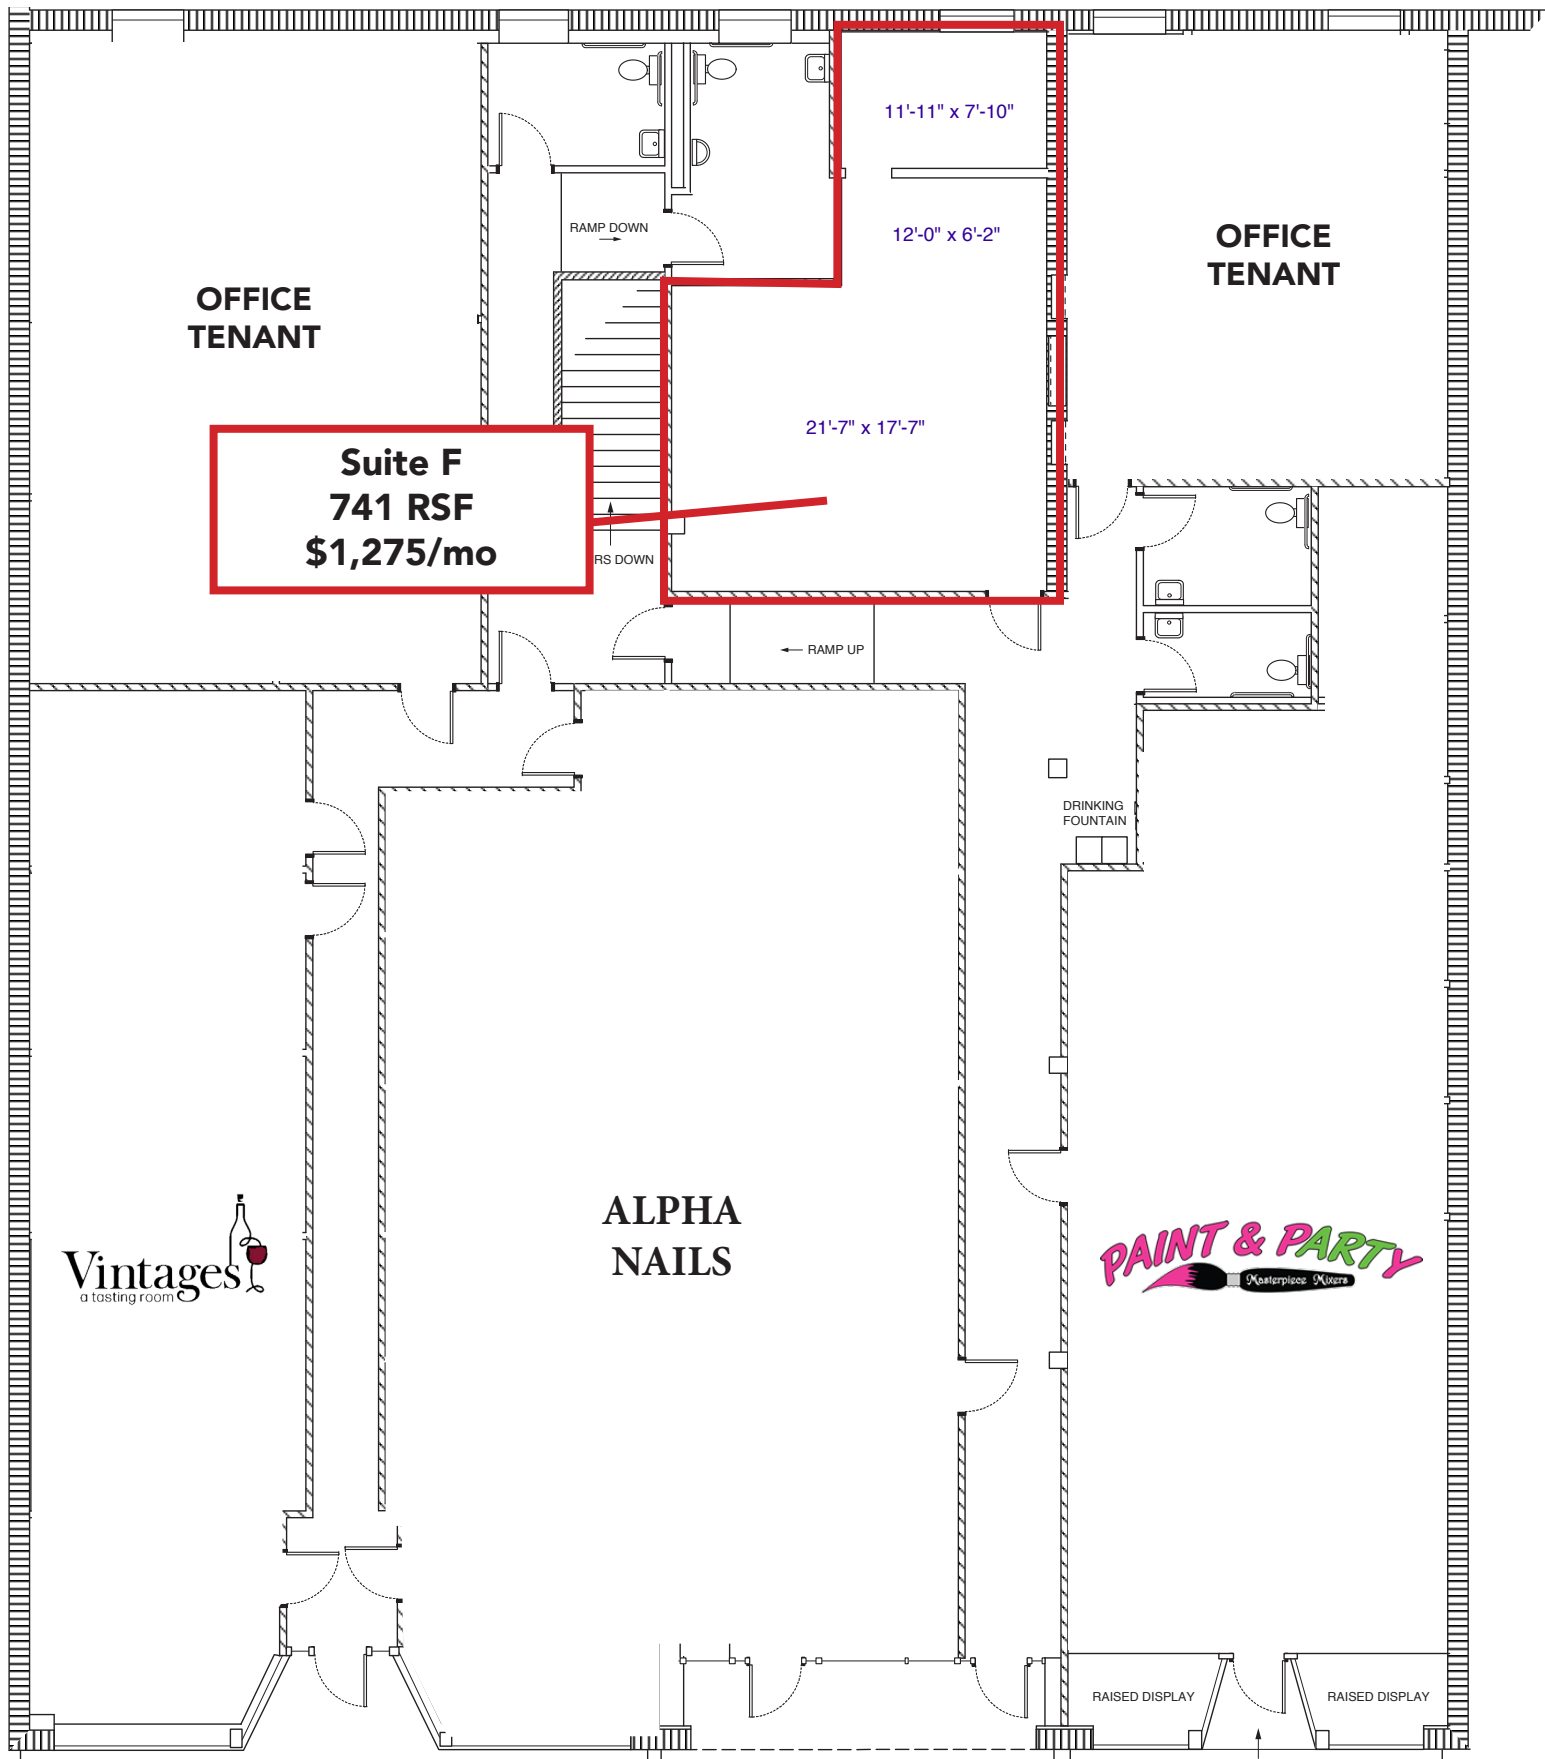 11'-11" x 7'-10"
RAMP DOWN
12'-0" x 6'-2"
OFFICE
TENANT
OFFICE
TENANT
21'-7" x 17'-7"
Suite F
741 RSF
$1,275/mo
RS DOWN
RAMP UP
DRINKING
FOUNTAIN
ALPHA
NAILS
Vintages
a tasting room
PAINT & PARTY
Masterpiece Mixers
RAISED DISPLAY
RAISED DISPLAY